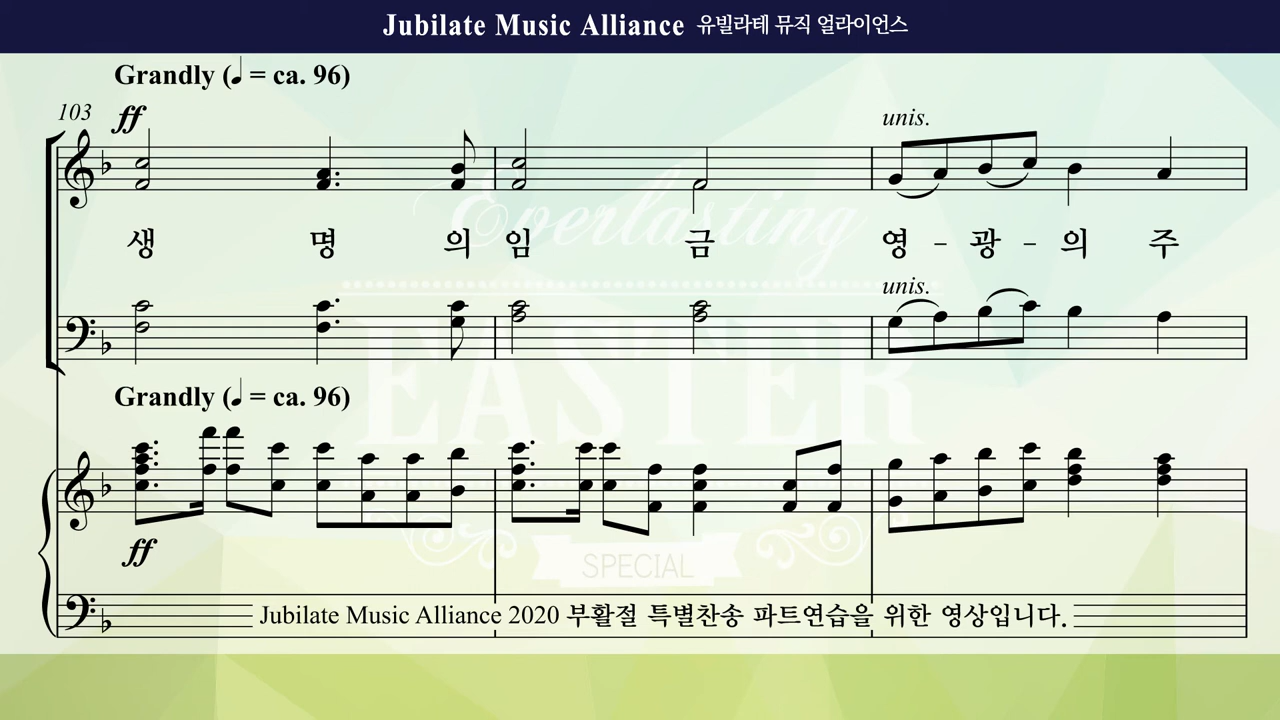 Jubilate Music Alliance 유빌라테 뮤직 얼라이언스
Grandly (♩ = ca. 96)
103 ff
unis.
Everlasting
생 명 의 임 금 영 - 광 - 의 주
unis.
EASTER
Grandly (♩ = ca. 96)
ff
SPECIAL
Jubilate Music Alliance 2020 부활절 특별찬송 파트연습을 위한 영상입니다.